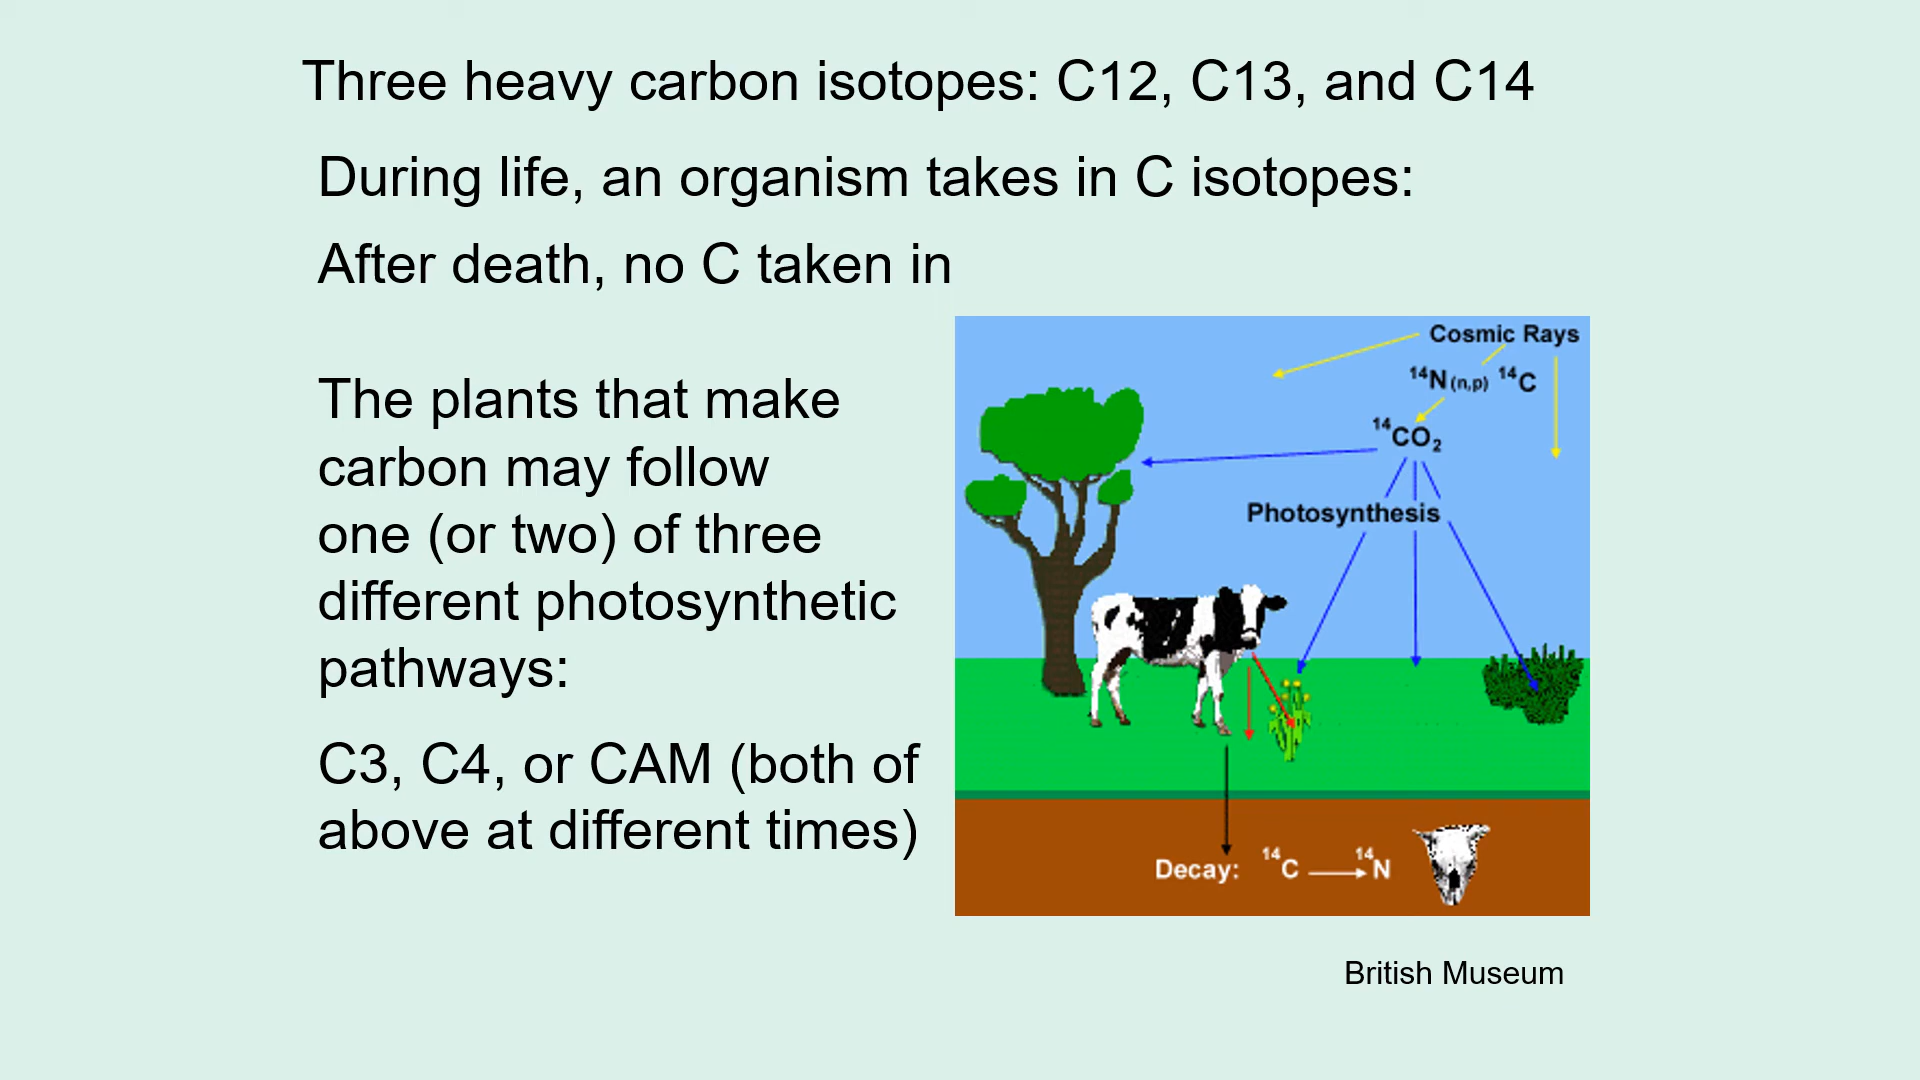 Three heavy carbon isotopes: C12, C13, and C14
During life, an organism takes in C isotopes:
After death, no C taken in
The plants that make
carbon may follow
one (or two) of three
different photosynthetic
pathways:
C3, C4, or CAM (both of
above at different times)
Cosmic Rays
¹⁴N(n,p) ¹⁴C
¹⁴CO₂
Photosynthesis
Decay: ¹⁴C ¹⁴N
British Museum